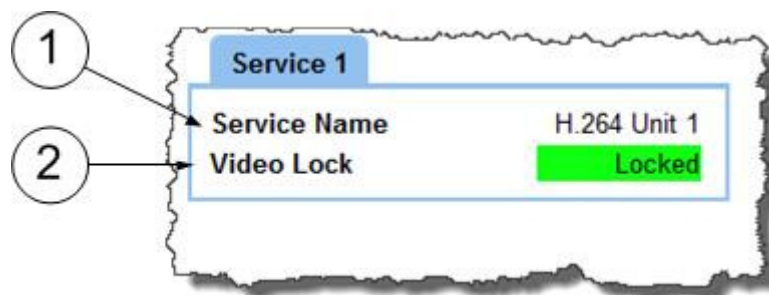 1
Service 1
Service Name H.264 Unit 1
2
Video Lock Locked